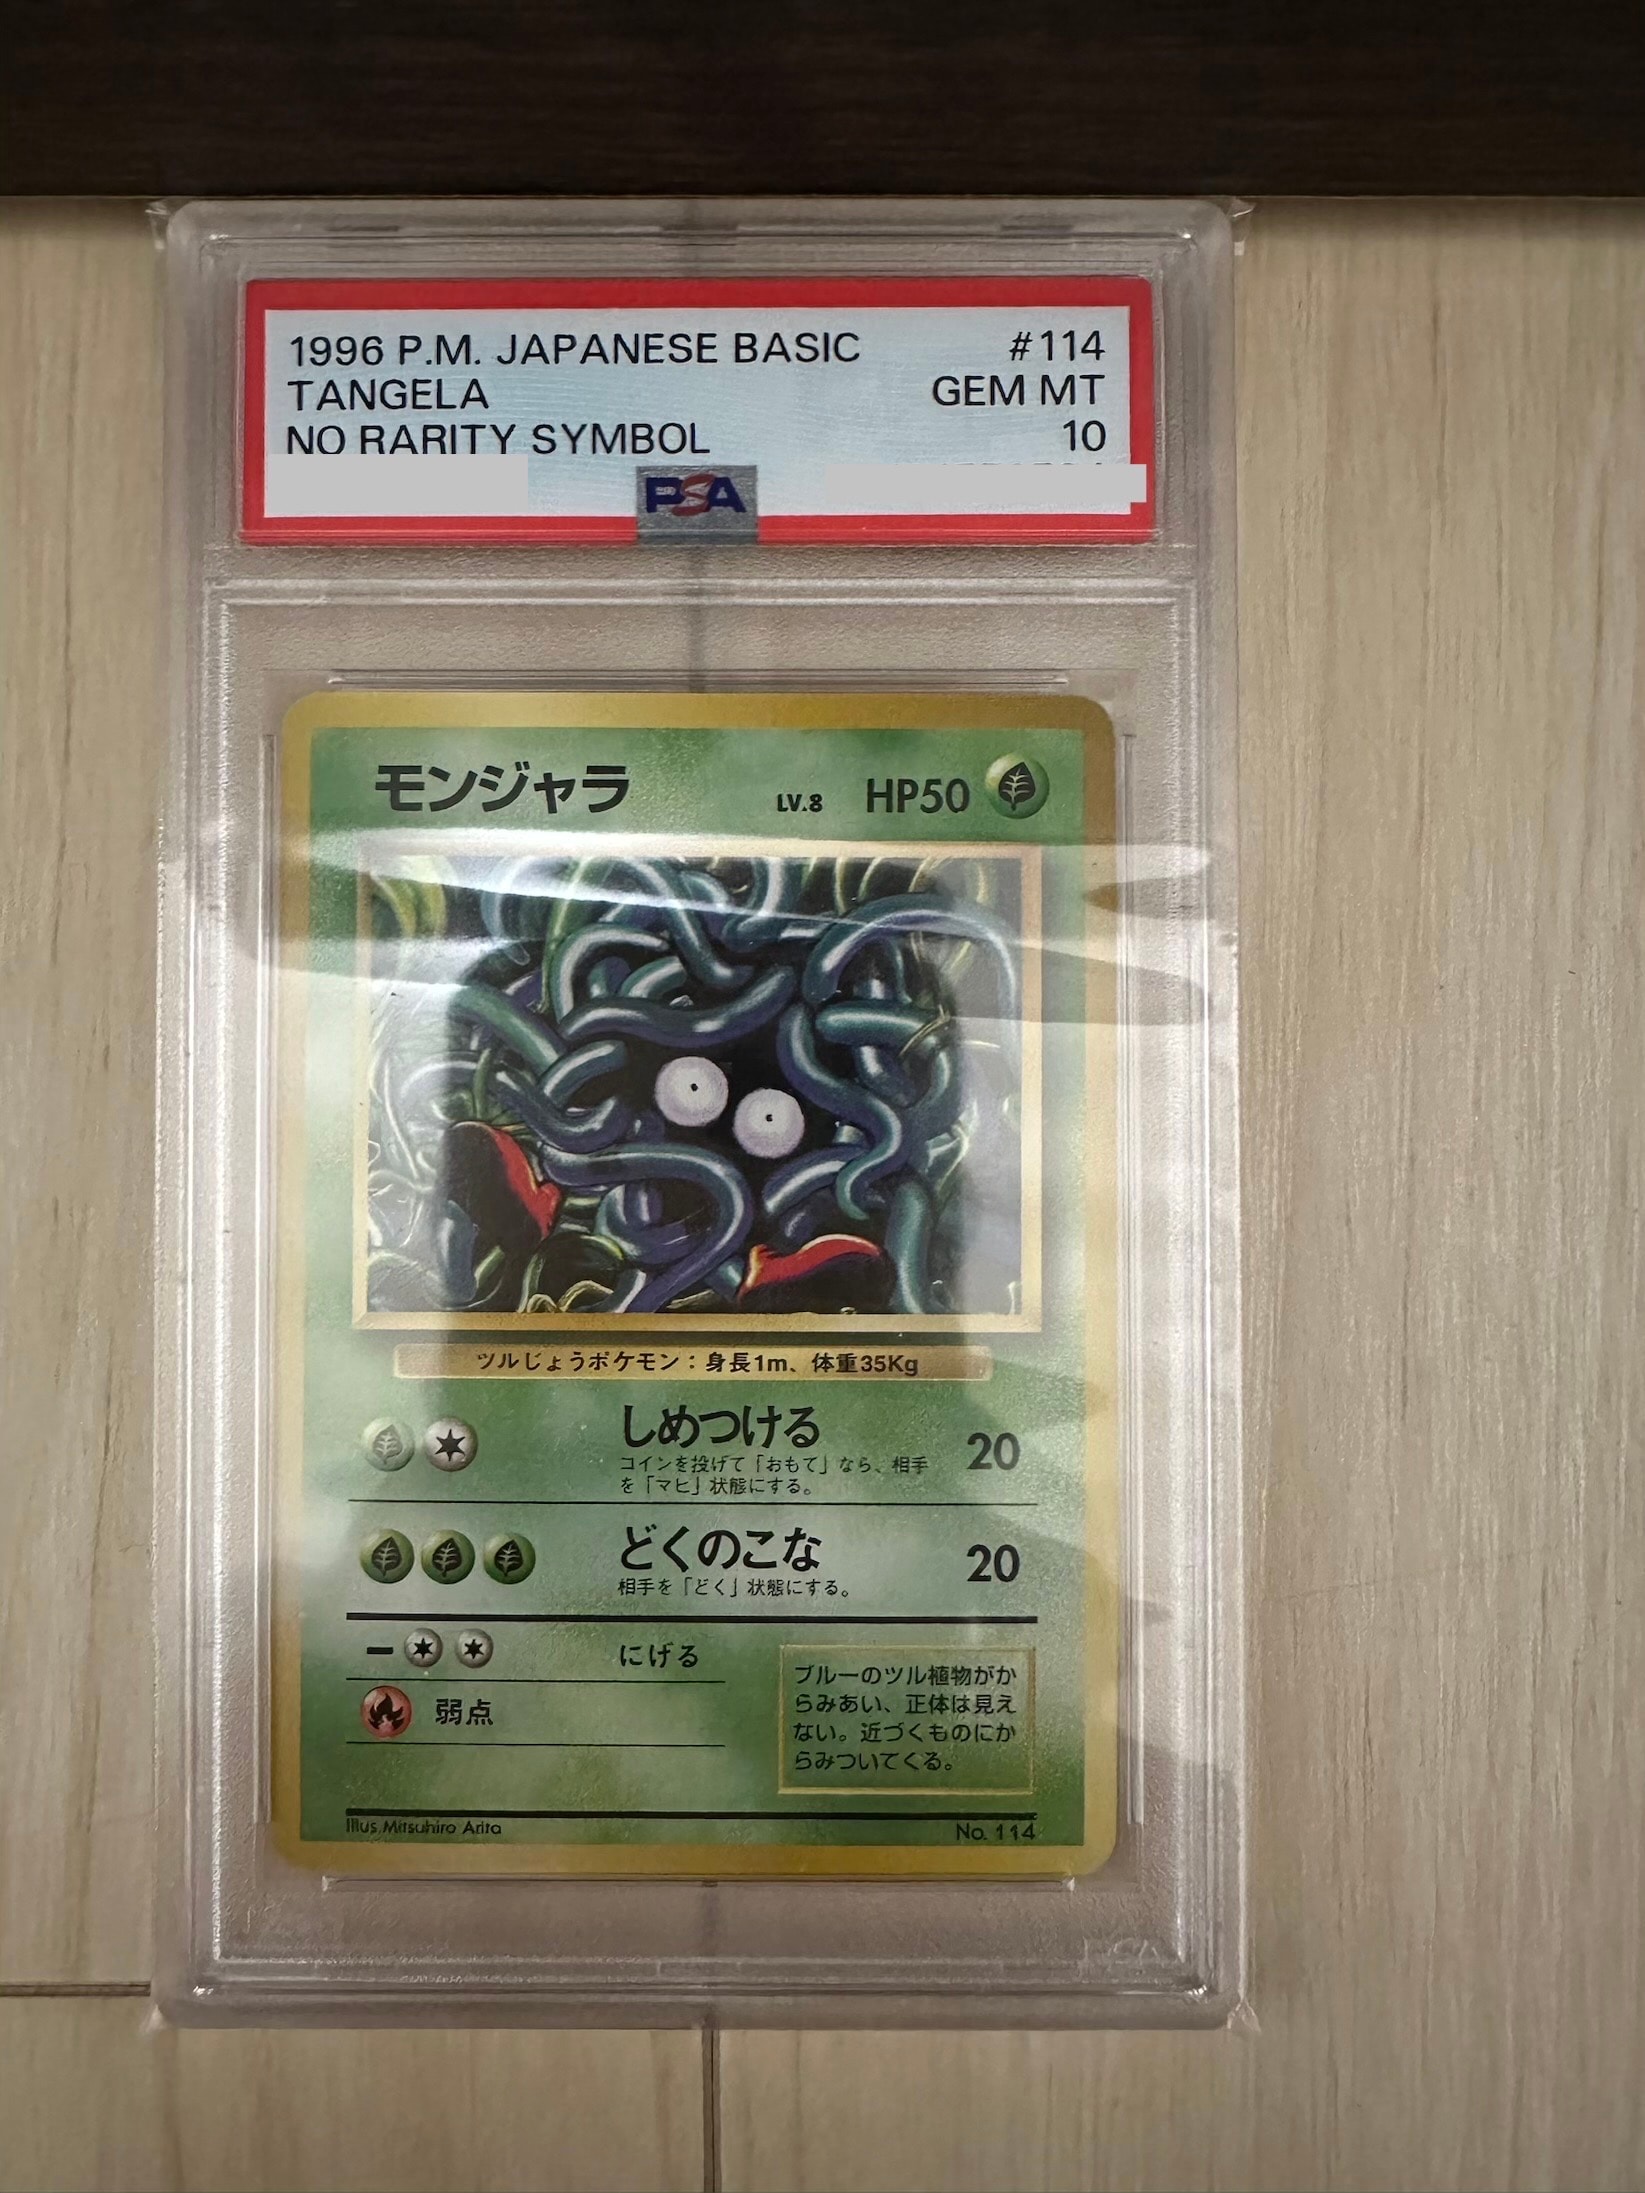 1996 P.M. JAPANESE BASIC #114
TANGELA GEM MT
NO RARITY SYMBOL 10
PSA
モンジャラ LV.8 HP50
ツルじょうポケモン：身長1m、体重35Kg
しめつける 20
コインを投げて「おもて」なら、相手
を「マヒ」状態にする。
どくのこな 20
相手を「どく」状態にする。
にげる
弱点
ブルーのツル植物がか
らみあい、正体は見え
ない。近づくものにか
らみついてくる。
Illus. Mitsuhiro Arita No. 114